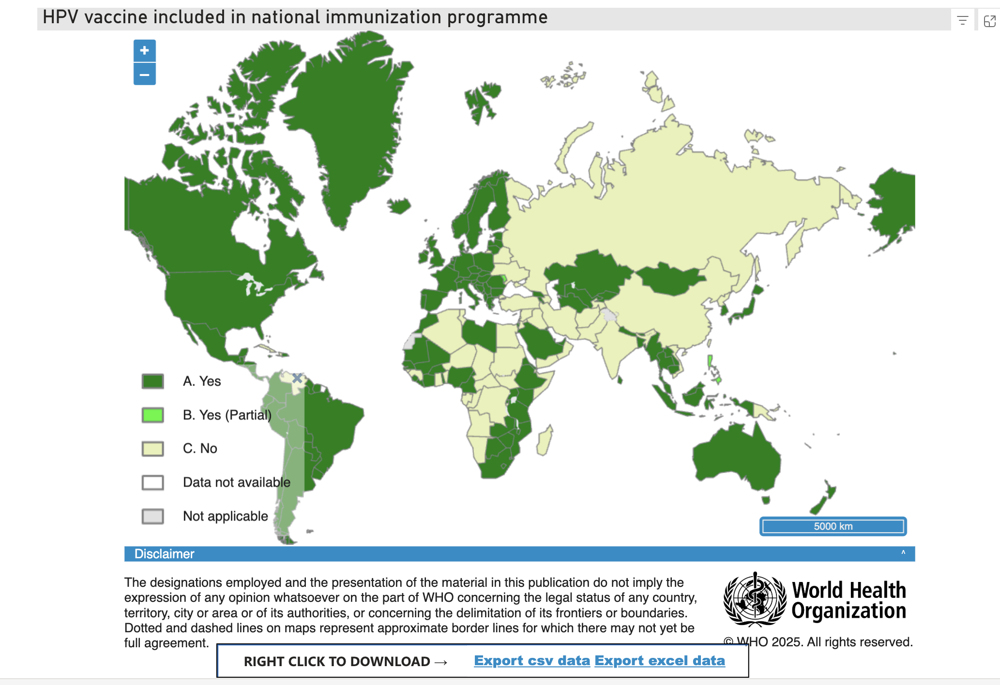 HPV vaccine included in national immunization programme
+
−
A. Yes
B. Yes (Partial)
C. No
Data not available
Not applicable
5000 km
Disclaimer ^
The designations employed and the presentation of the material in this publication do not imply the
expression of any opinion whatsoever on the part of WHO concerning the legal status of any country,
territory, city or area or of its authorities, or concerning the delimitation of its frontiers or boundaries.
Dotted and dashed lines on maps represent approximate border lines for which there may not yet be
full agreement.
World Health
Organization
© WHO 2025. All rights reserved.
RIGHT CLICK TO DOWNLOAD → Export csv data Export excel data